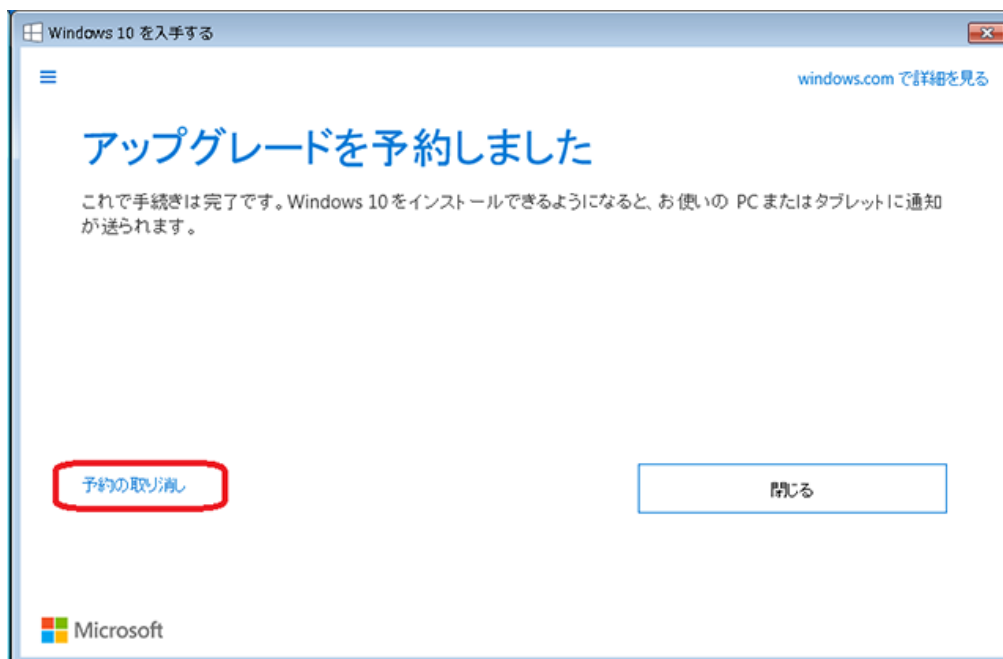 Windows 10 を入手する
windows.com で詳細を見る
アップグレードを予約しました
これで手続きは完了です。Windows 10 をインストールできるようになると、お使いの PC またはタブレットに通知
が送られます。
予約の取り消し
閉じる
Microsoft